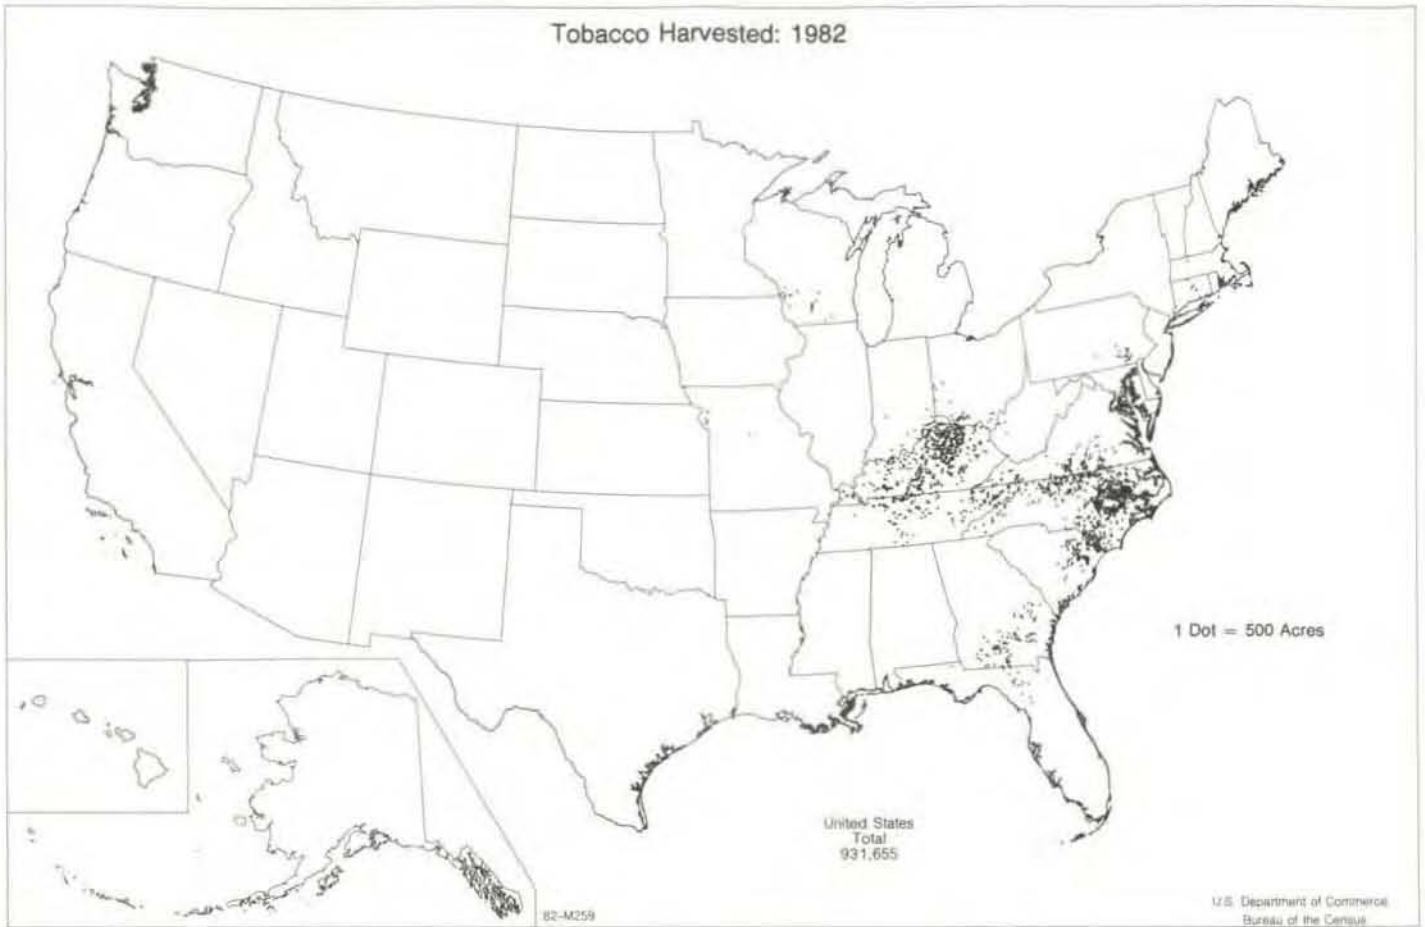 Tobacco Harvested: 1982
1 Dot = 500 Acres
United States
Total
931,655
82-M259
U.S. Department of Commerce
Bureau of the Census